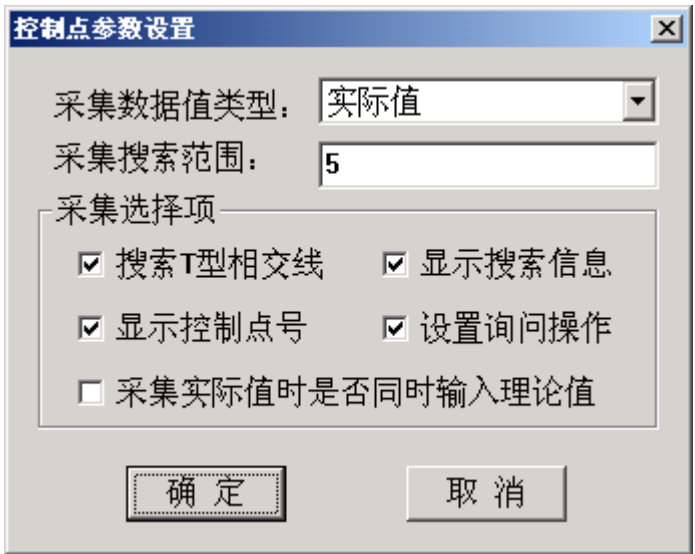 控制点参数设置
采集数据值类型： 实际值
采集搜索范围： 5
采集选择项
搜索T型相交线 显示搜索信息
显示控制点号 设置询问操作
采集实际值时是否同时输入理论值
确 定 取 消